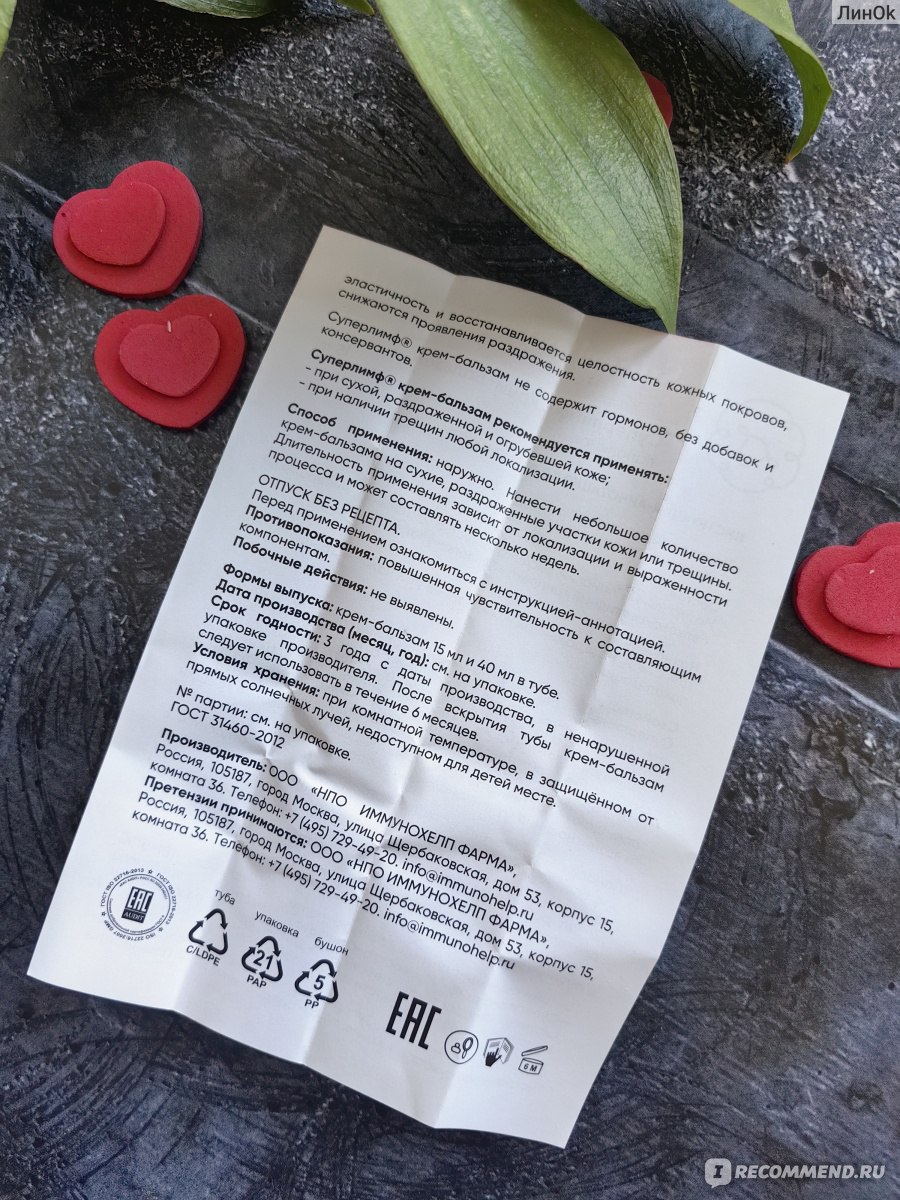 ЛинOk
эластичность и восстанавливается целостность кожных покровов,
снижаются проявления раздражения.
Суперлимф® крем-бальзам не содержит гормонов, без добавок и
консервантов.
Суперлимф® крем-бальзам рекомендуется применять:
- при сухой, раздраженной и огрубевшей коже;
- при наличии трещин любой локализации.
Способ применения: наружно. Нанести небольшое количество
крем-бальзама на сухие, раздраженные участки кожи или трещины.
Длительность применения зависит от локализации и выраженности
процесса и может составлять несколько недель.
ОТПУСК БЕЗ РЕЦЕПТА.
Перед применением ознакомиться с инструкцией-аннотацией.
Противопоказания: повышенная чувствительность к составляющим
компонентам.
Побочные действия: не выявлены.
Формы выпуска: крем-бальзам 15 мл и 40 мл в тубе.
Дата производства (месяц, год): см. на упаковке.
Срок годности: 3 года с даты производства, в ненарушенной
упаковке производителя. После вскрытия тубы крем-бальзам
следует использовать в течение 6 месяцев.
Условия хранения: при комнатной температуре, в защищённом от
прямых солнечных лучей, недоступном для детей месте.
№ партии: см. на упаковке.
ГОСТ 31460-2012
Производитель: ООО «НПО ИММУНОХЕЛП ФАРМА»,
Россия, 105187, город Москва, улица Щербаковская, дом 53, корпус 15,
комната 36. Телефон: +7 (495) 729-49-20, info@immunohelp.ru
Претензии принимаются: ООО «НПО ИММУНОХЕЛП ФАРМА»,
Россия, 105187, город Москва, улица Щербаковская, дом 53, корпус 15,
комната 36. Телефон: +7 (495) 729-49-20. info@immunohelp.ru
EAC
AUDIT
туба
C/LDPE
упаковка
21
PAP
бушон
5
PP
EAC
6 M
IRECOMMEND.RU